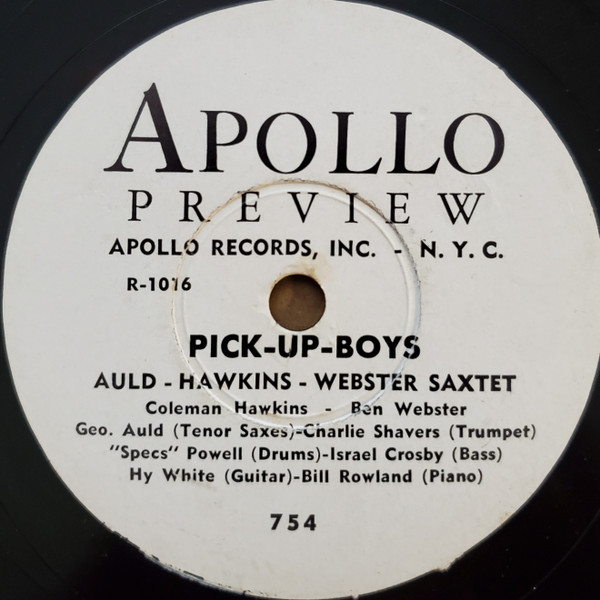 APOLLO
PREVIEW
APOLLO RECORDS, INC. - N. Y. C.
R-1016
PICK-UP-BOYS
AULD - HAWKINS - WEBSTER SAXTET
Coleman Hawkins - Ben Webster
Geo. Auld (Tenor Saxes)-Charlie Shavers (Trumpet)
"Specs" Powell (Drums)-Israel Crosby (Bass)
Hy White (Guitar)-Bill Rowland (Piano)
754